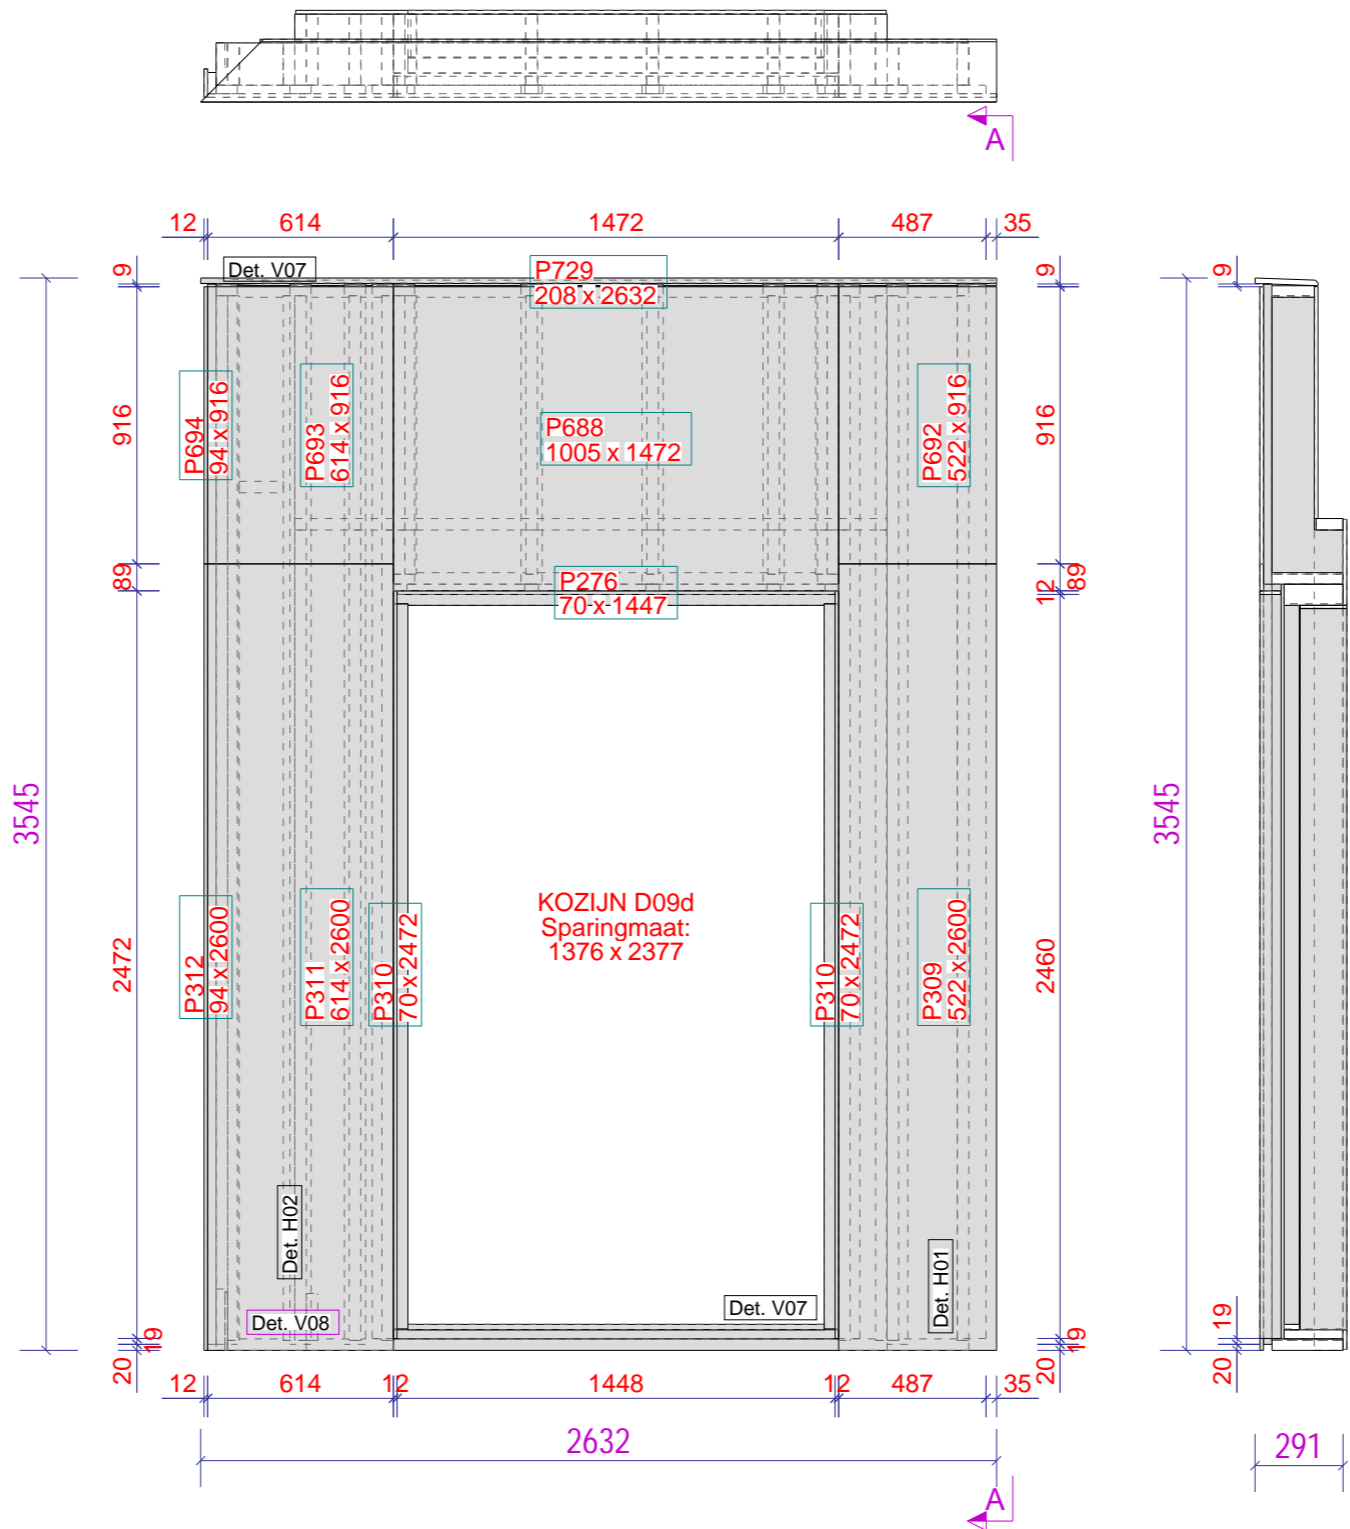 A
12
614
1472
487
35
9
Det. V07
P729
208 x 2632
9
9
916
P694
94 x 916
P693
614 x 916
P688
1005 x 1472
P692
522 x 916
916
89
P276
70 x 1447
12
89
3545
3545
2472
P312
94 x 2600
P311
614 x 2600
P310
70 x 2472
KOZIJN D09d
Sparingmaat:
1376 x 2377
P310
70 x 2472
P309
522 x 2600
2460
Det. H02
Det. V08
Det. V07
Det. H01
19
20
19
20
19
20
12
614
12
1448
12
487
35
2632
291
A